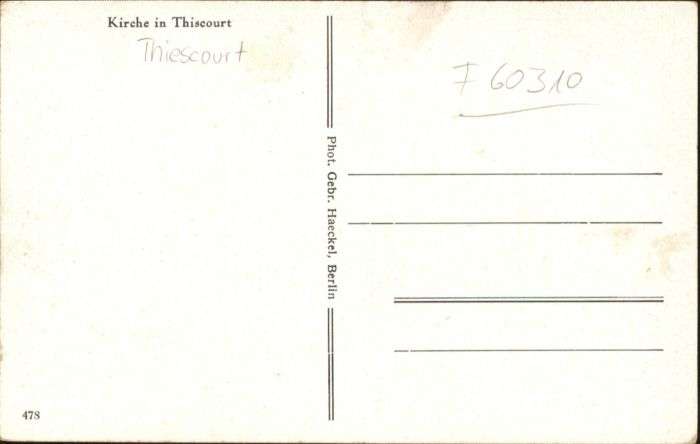 Kirche in Thiscourt
Thiescourt
F 60310
Phot. Gebr. Haeckel, Berlin
478